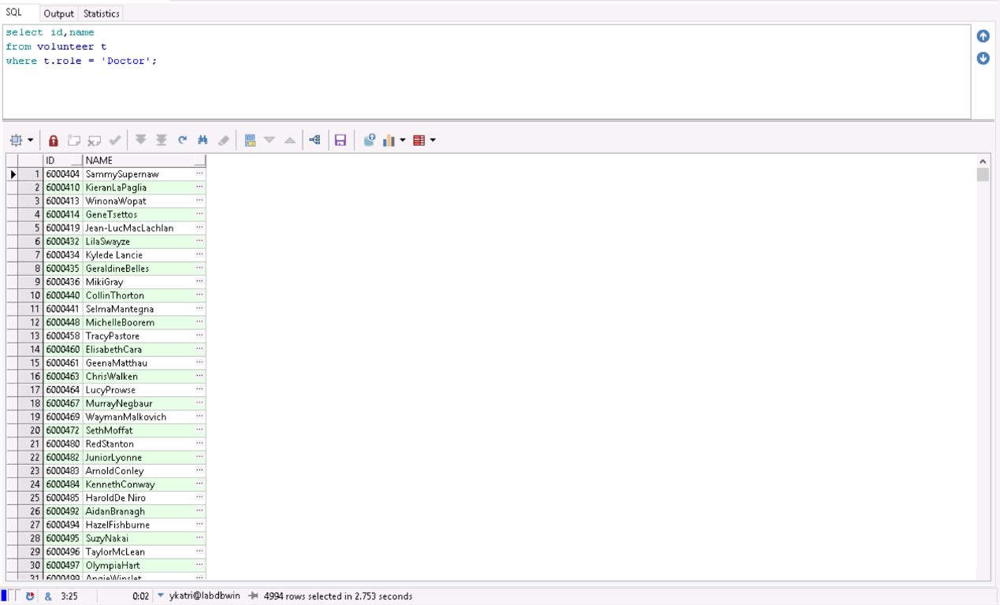 SQL Output Statistics
select id,name
from volunteer t
where t.role = 'Doctor';
ID NAME
1 6000404 SammySupernaw ...
2 6000410 KieranLaPaglia ...
3 6000413 WinonaWopat ...
4 6000414 GeneTsettos ...
5 6000419 Jean-LucMacLachlan ...
6 6000432 LilaSwayze ...
7 6000434 Kylede Lancie ...
8 6000435 GeraldineBelles ...
9 6000436 MikiGray ...
10 6000440 CollinThorton ...
11 6000441 SelmaMantegna ...
12 6000448 MichelleBoorem ...
13 6000458 TracyPastore ...
14 6000460 ElisabethCara ...
15 6000461 GeenaMatthau ...
16 6000463 ChrisWalken ...
17 6000464 LucyProwse ...
18 6000467 MurrayNegbaur ...
19 6000469 WaymanMalkovich ...
20 6000472 SethMoffat ...
21 6000480 RedStanton ...
22 6000482 JuniorLyonne ...
23 6000483 ArnoldConley ...
24 6000484 KennethConway ...
25 6000485 HaroldDe Niro ...
26 6000492 AidanBranagh ...
27 6000494 HazelFishburne ...
28 6000495 SuzyNakai ...
29 6000496 TaylorMcLean ...
30 6000497 OlympiaHart ...
31 6000499 AngieWinslet ...
& 3:25 0:02 ykatri@labdbwin 4994 rows selected in 2.753 seconds